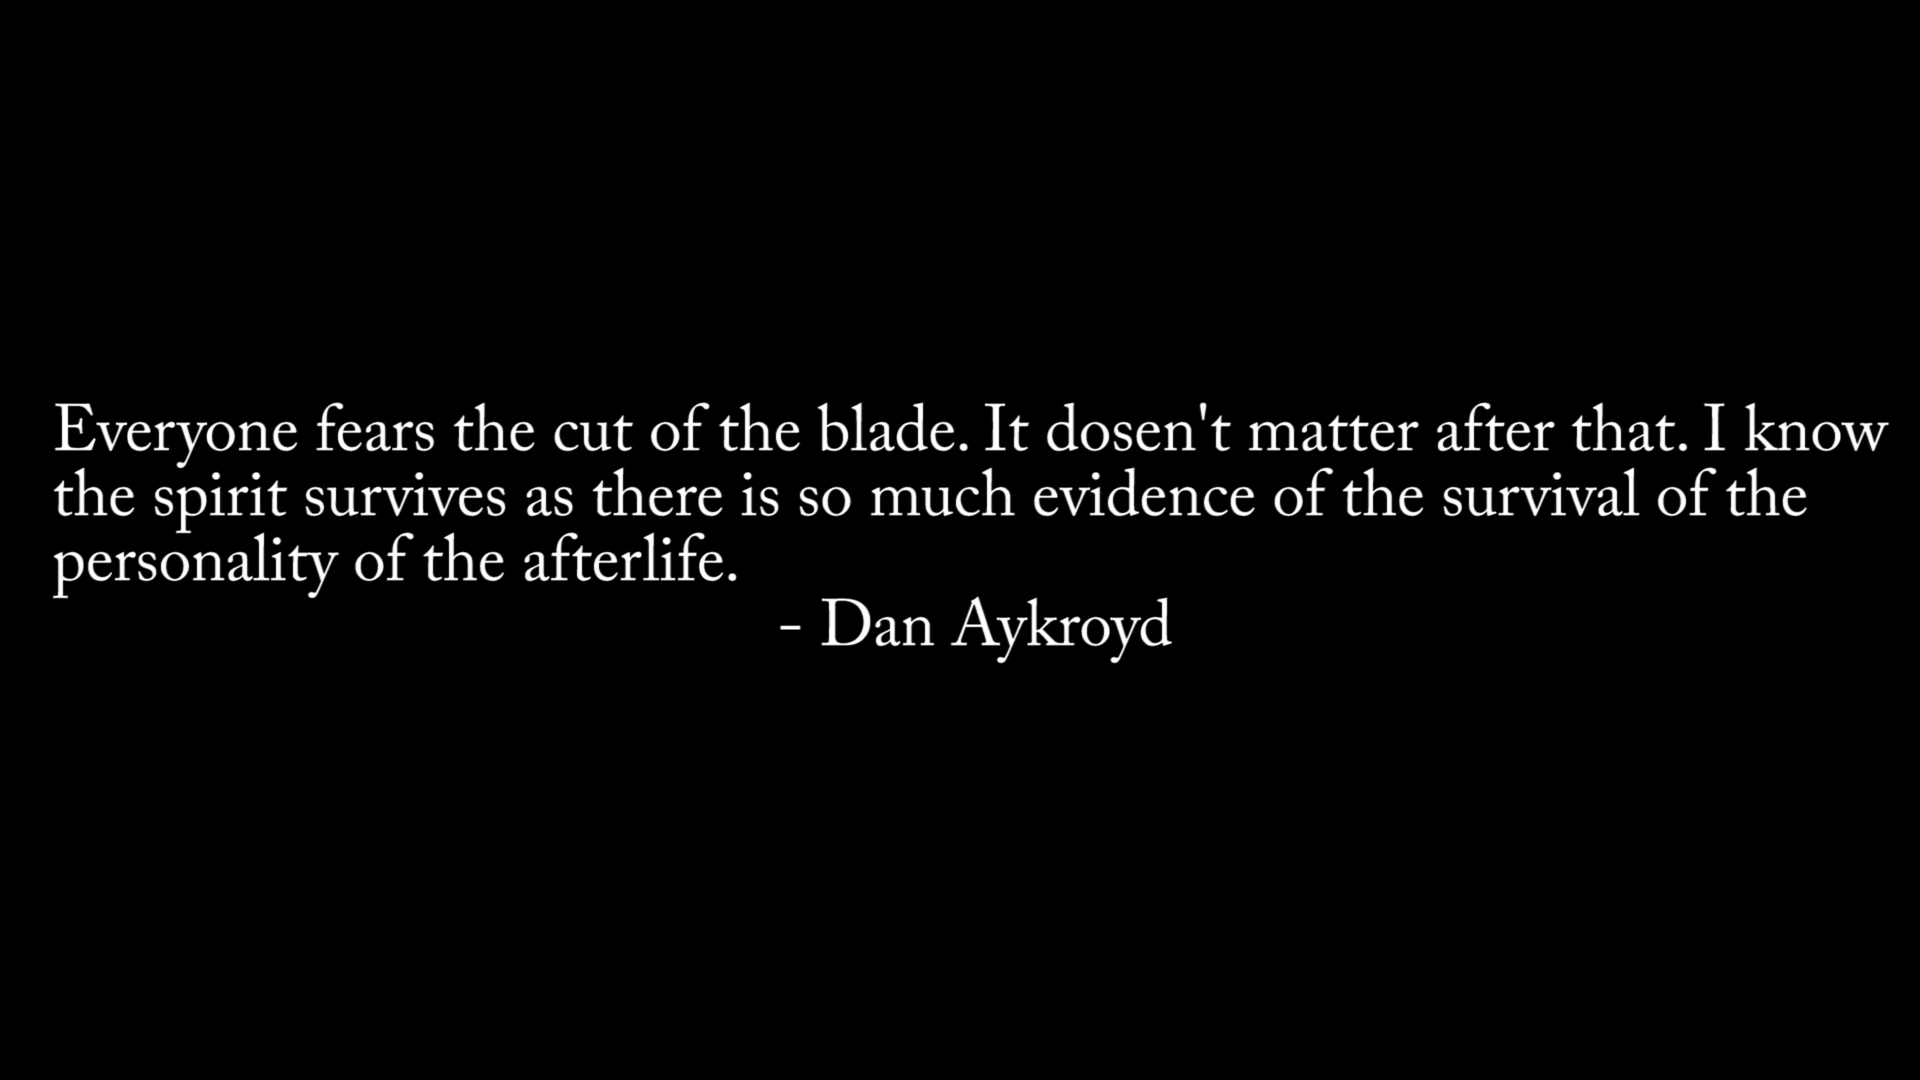 Everyone fears the cut of the blade. It dosen't matter after that. I know
the spirit survives as there is so much evidence of the survival of the
personality of the afterlife.
- Dan Aykroyd